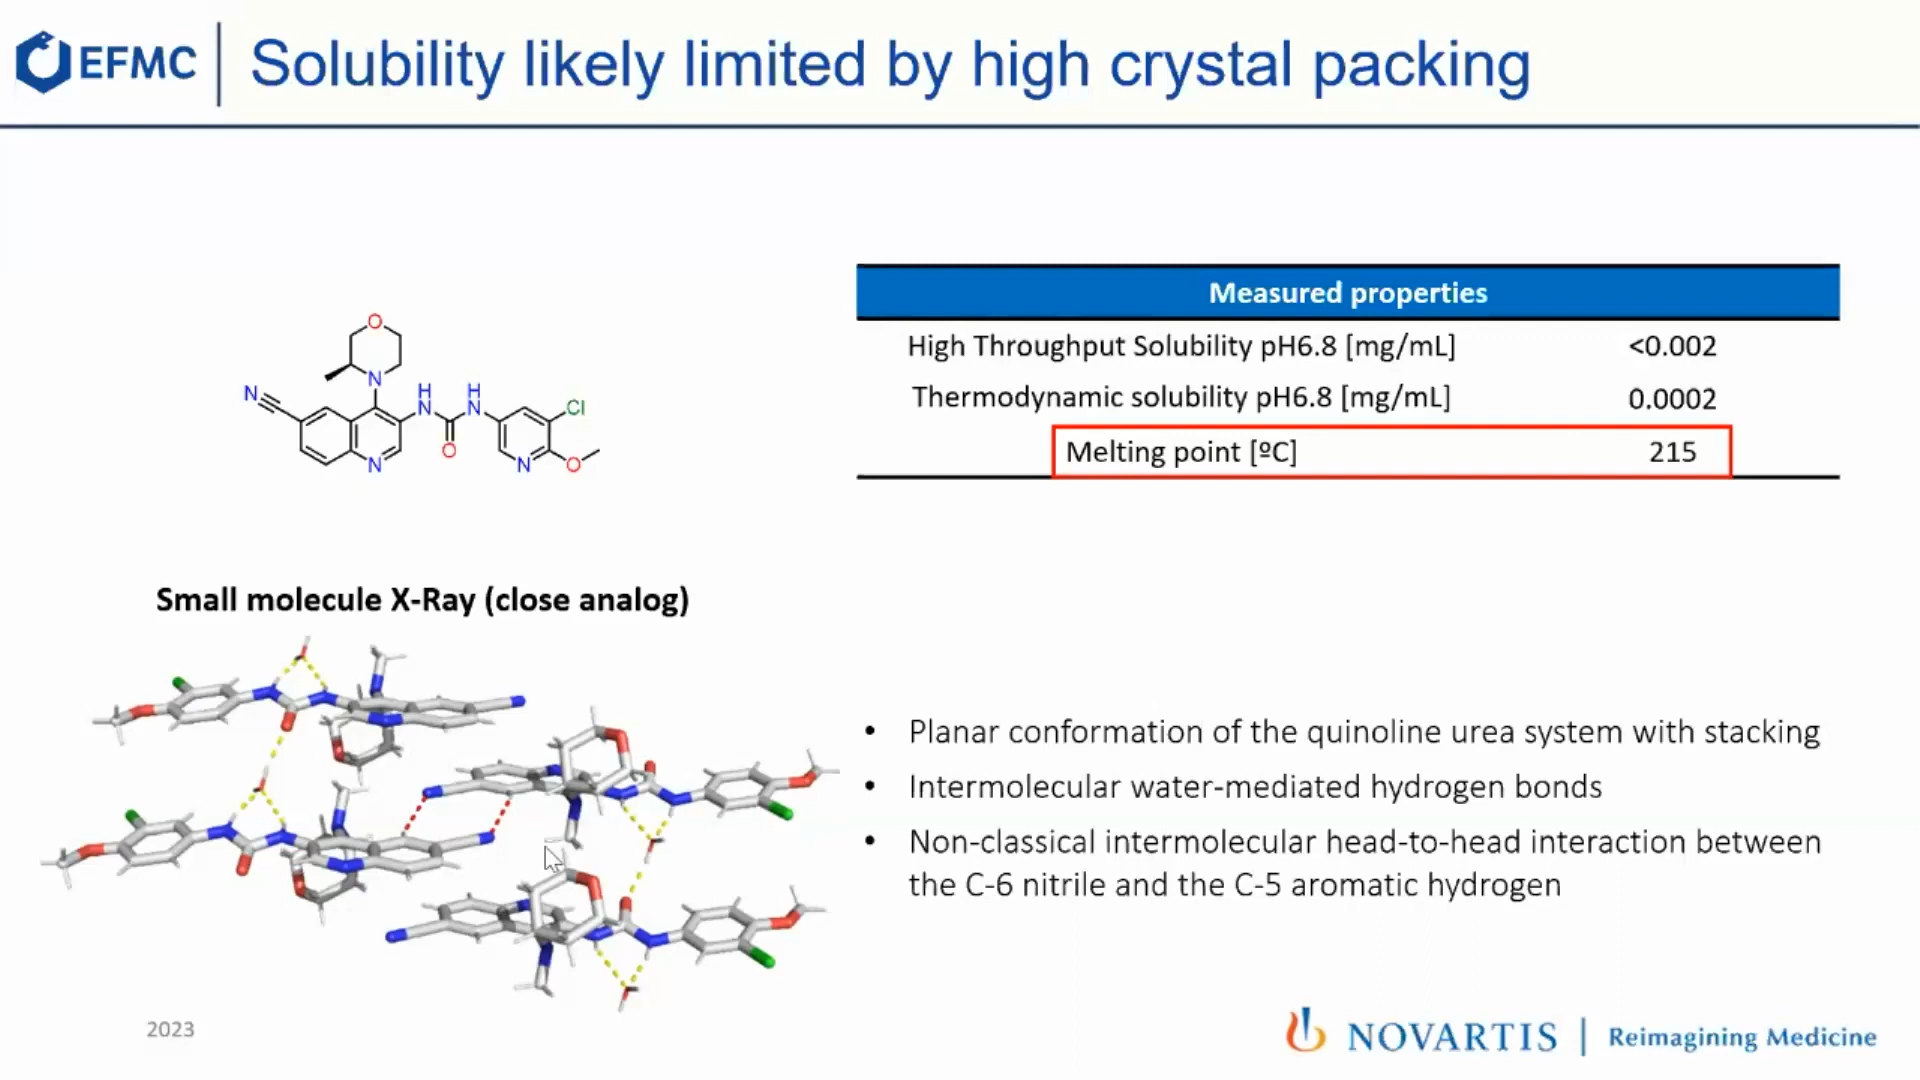 EFMC
Solubility likely limited by high crystal packing
Measured properties
High Throughput Solubility pH6.8 [mg/mL] <0.002
Thermodynamic solubility pH6.8 [mg/mL] 0.0002
Melting point [ºC] 215
O
N
N
H
N
H
N
Cl
O
N
N
O
Small molecule X-Ray (close analog)
• Planar conformation of the quinoline urea system with stacking
• Intermolecular water-mediated hydrogen bonds
• Non-classical intermolecular head-to-head interaction between
the C-6 nitrile and the C-5 aromatic hydrogen
2023
NOVARTIS | Reimagining Medicine